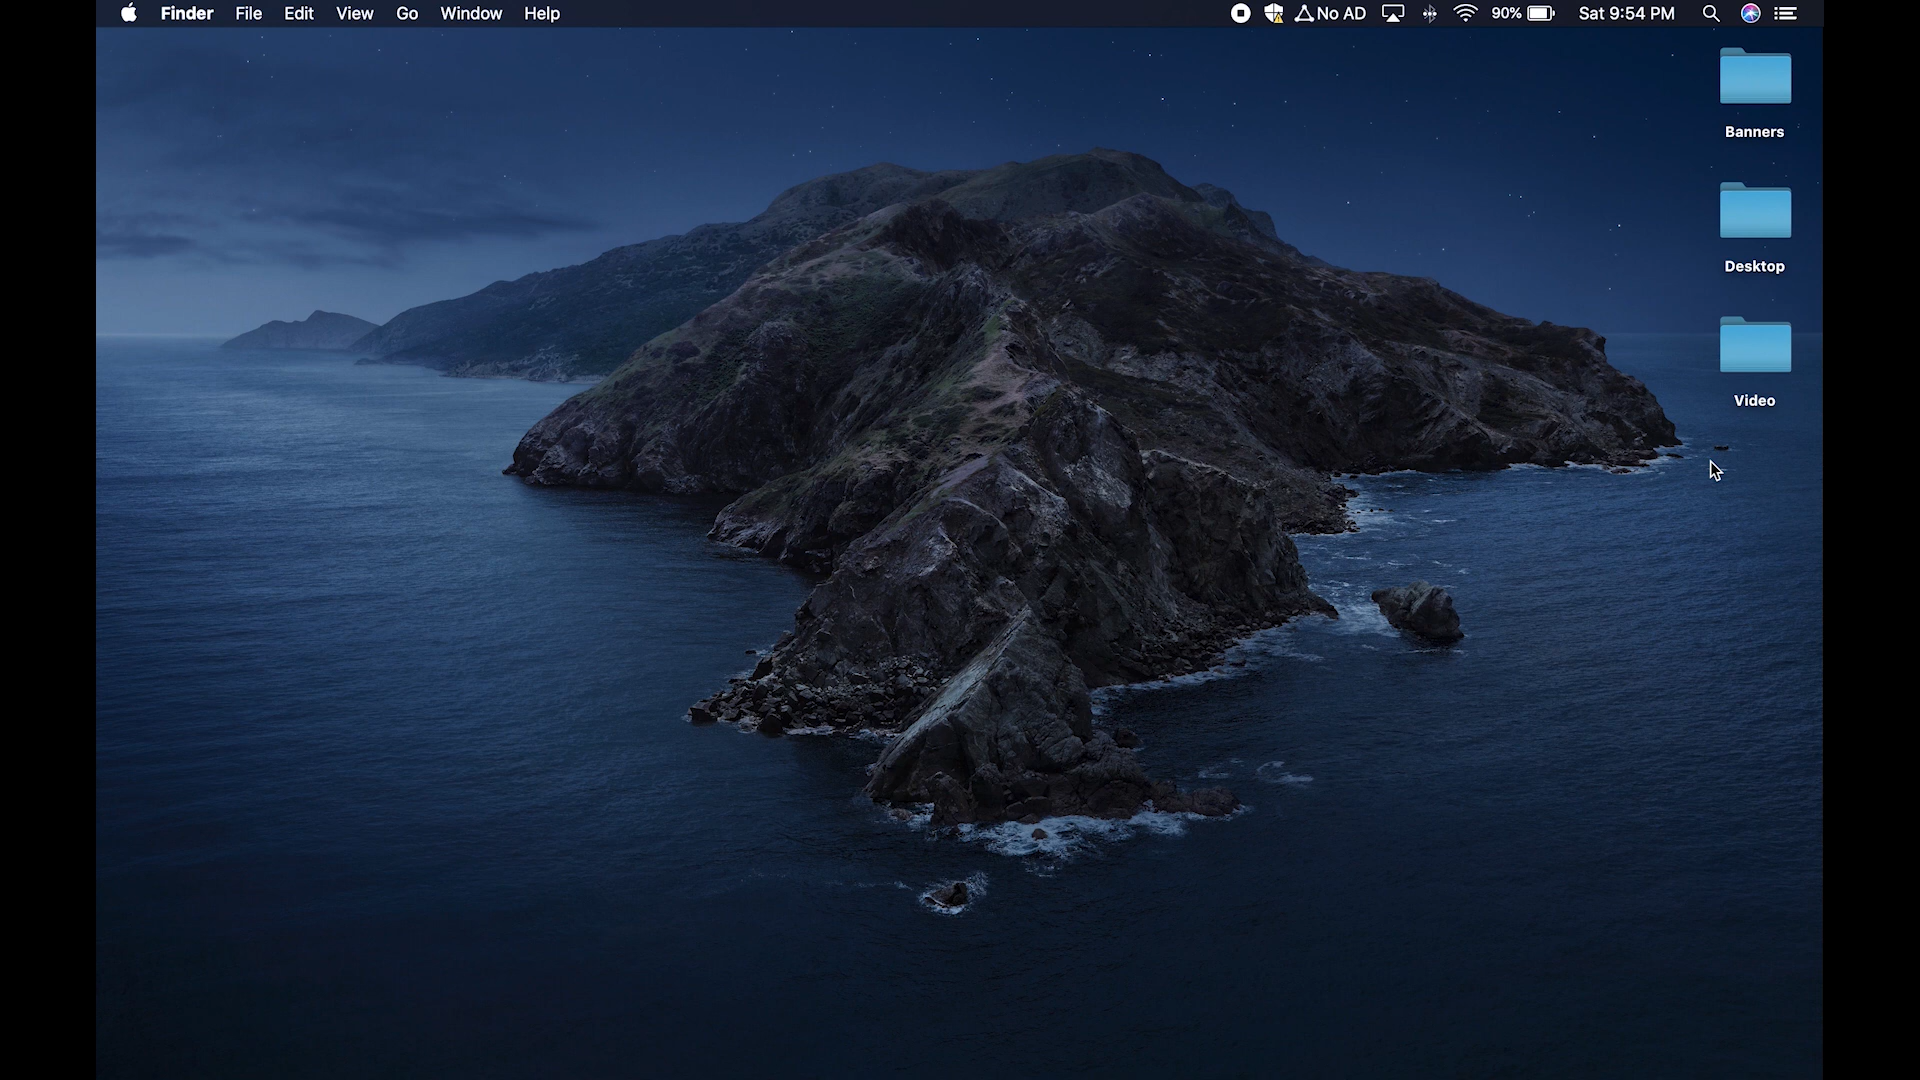 Finder File Edit View Go Window Help No AD 90% Sat 9:54 PM
Banners
Desktop
Video